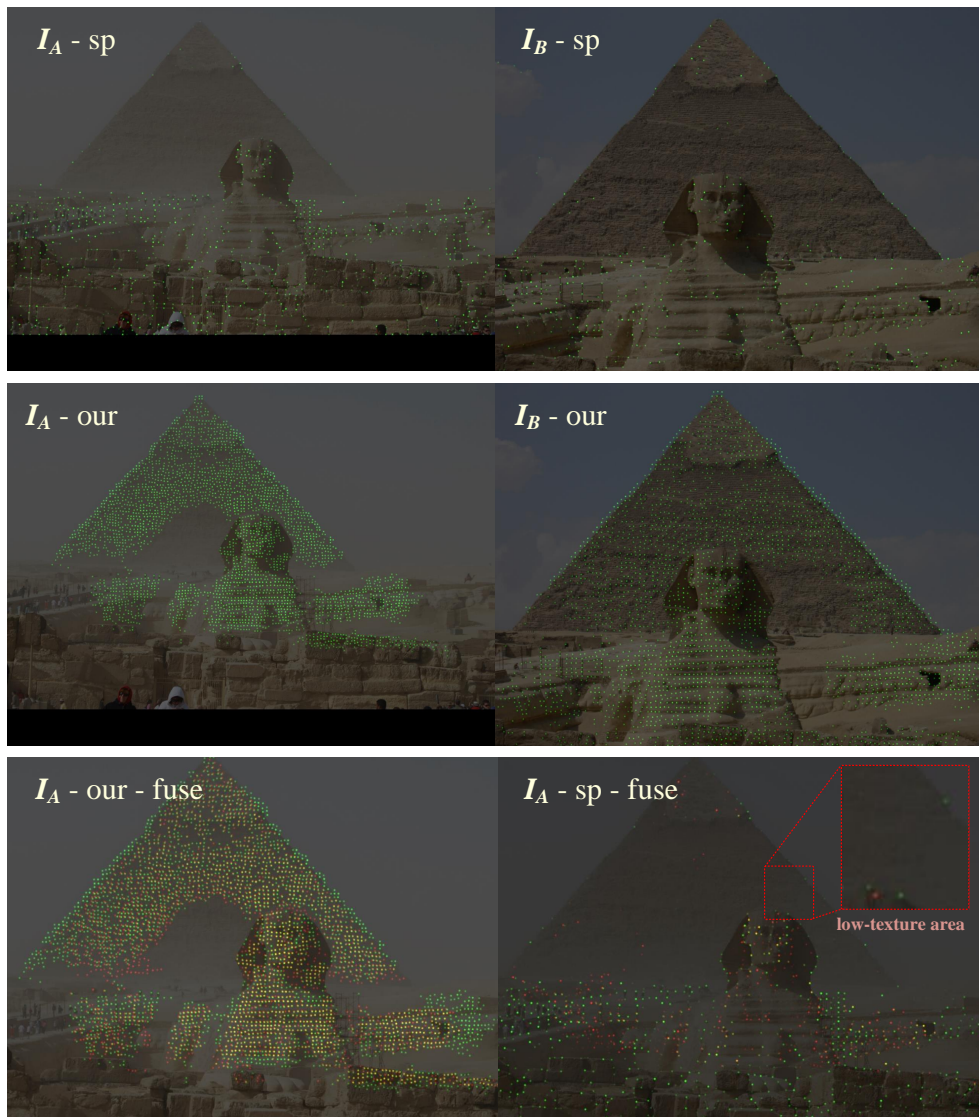 I_A - sp
I_B - sp
I_A - our
I_B - our
I_A - our - fuse
I_A - sp - fuse
low-texture area